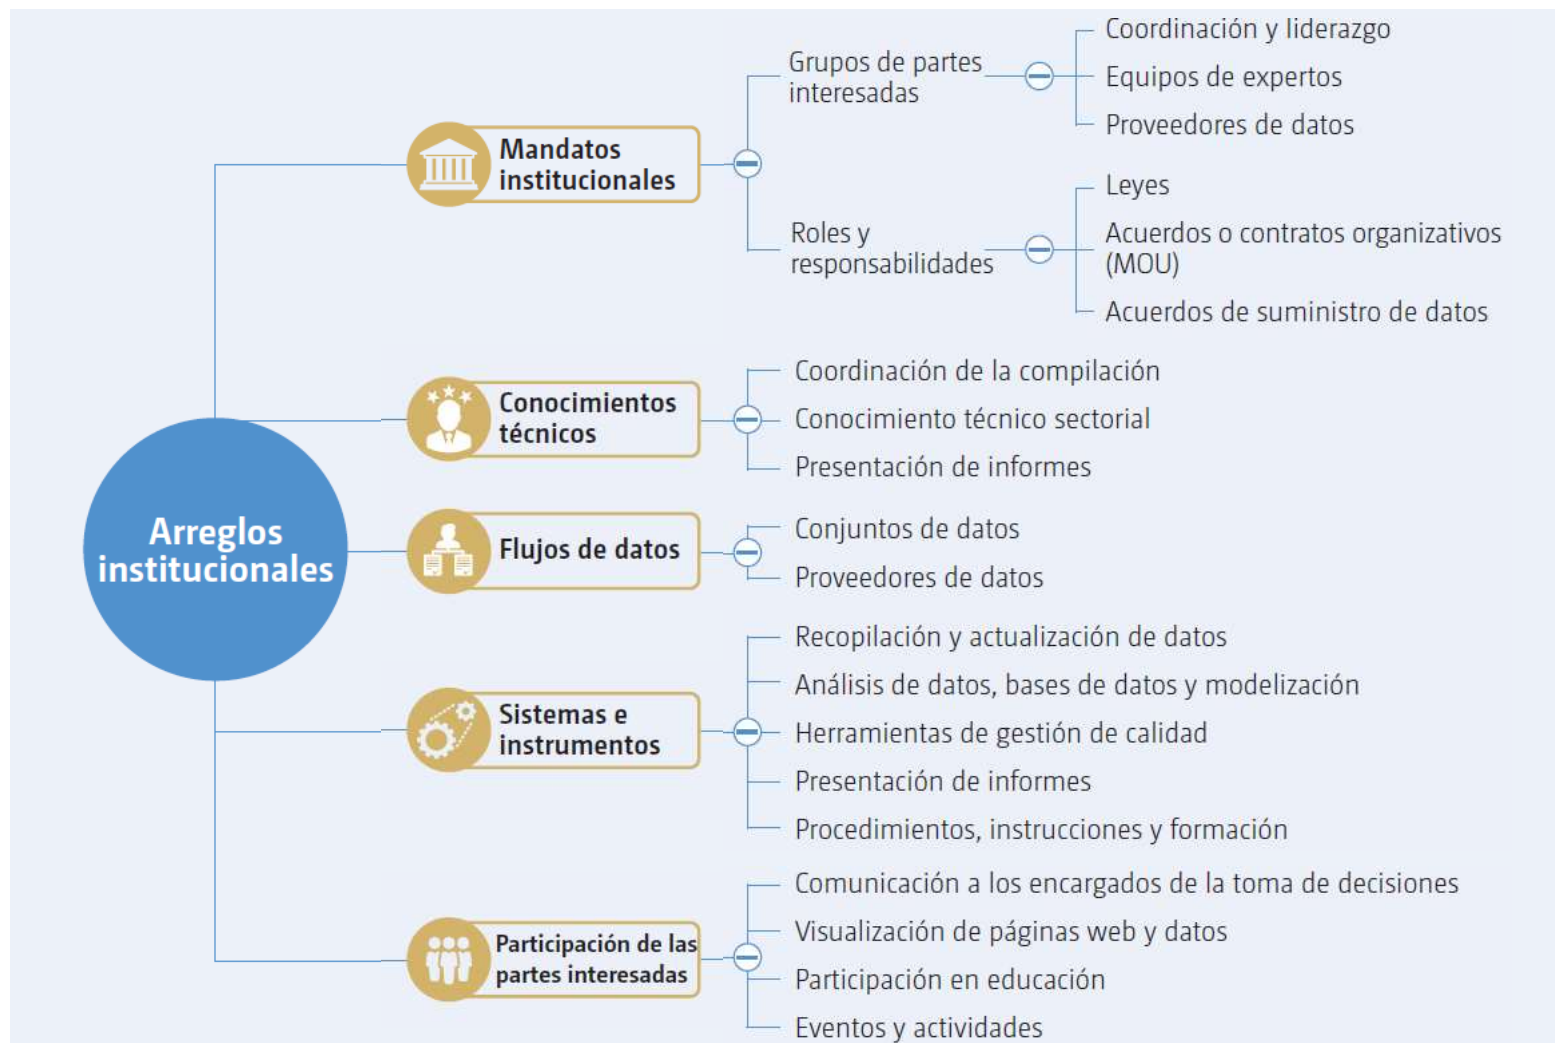 Arreglos
institucionales
Mandatos
institucionales
Grupos de partes
interesadas
Coordinación y liderazgo
Equipos de expertos
Proveedores de datos
Roles y
responsabilidades
Leyes
Acuerdos o contratos organizativos
(MOU)
Acuerdos de suministro de datos
Conocimientos
técnicos
Coordinación de la compilación
Conocimiento técnico sectorial
Presentación de informes
Flujos de datos
Conjuntos de datos
Proveedores de datos
Sistemas e
instrumentos
Recopilación y actualización de datos
Análisis de datos, bases de datos y modelización
Herramientas de gestión de calidad
Presentación de informes
Procedimientos, instrucciones y formación
Participación de las
partes interesadas
Comunicación a los encargados de la toma de decisiones
Visualización de páginas web y datos
Participación en educación
Eventos y actividades